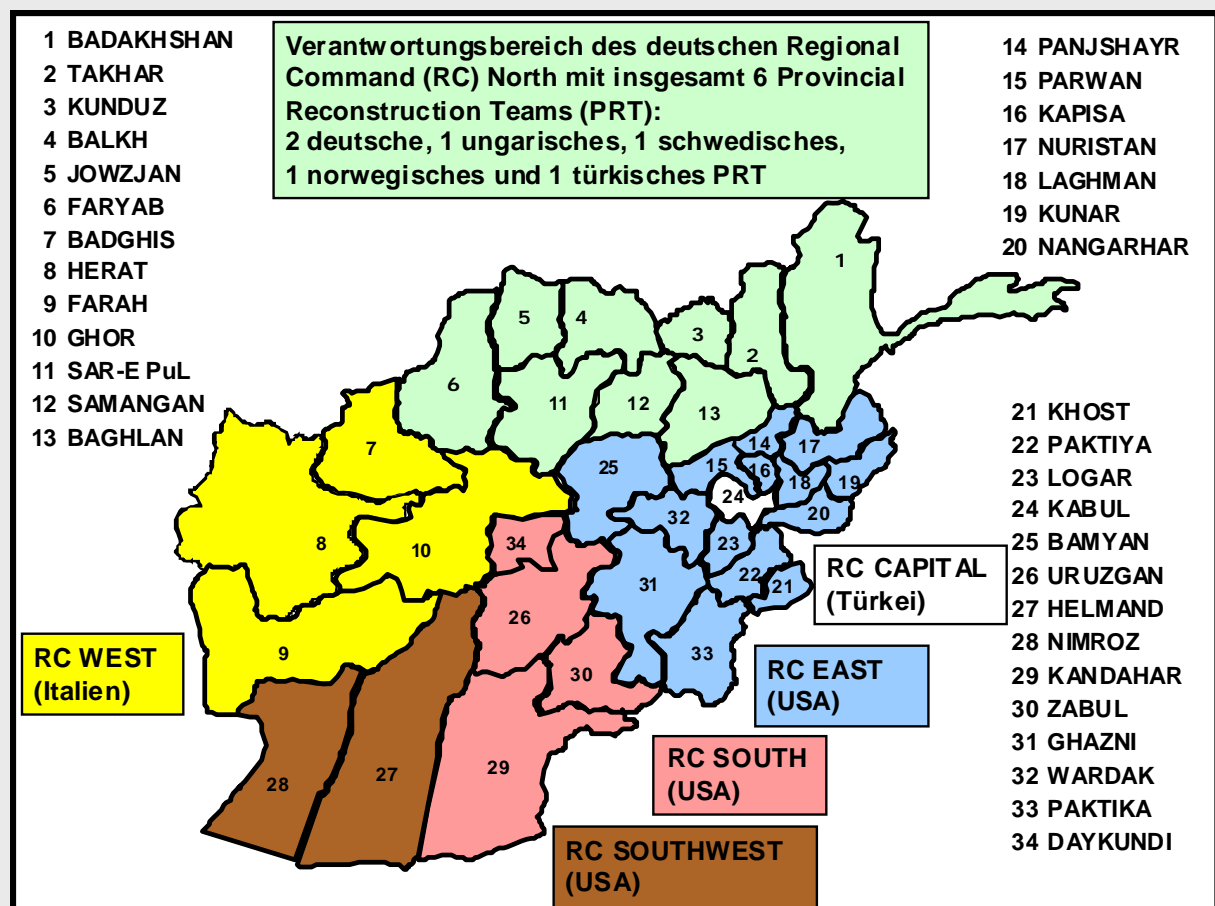 1 BADAKHSHAN
2 TAKHAR
3 KUNDUZ
4 BALKH
5 JOWZJAN
6 FARYAB
7 BADGHIS
8 HERAT
9 FARAH
10 GHOR
11 SAR-E PuL
12 SAMANGAN
13 BAGHLAN
Verantwortungsbereich des deutschen Regional
Command (RC) North mit insgesamt 6 Provincial
Reconstruction Teams (PRT):
2 deutsche, 1 ungarisches, 1 schwedisches,
1 norwegisches und 1 türkisches PRT
14 PANJSHAYR
15 PARWAN
16 KAPISA
17 NURISTAN
18 LAGHMAN
19 KUNAR
20 NANGARHAR
21 KHOST
22 PAKTIYA
23 LOGAR
24 KABUL
25 BAMYAN
26 URUZGAN
27 HELMAND
28 NIMROZ
29 KANDAHAR
30 ZABUL
31 GHAZNI
32 WARDAK
33 PAKTIKA
34 DAYKUNDI
1
5
4
3
2
6
11
12
13
7
14
17
25
15
16
18
19
24
20
32
8
10
34
23
22
21
31
26
9
30
33
28
27
29
RC CAPITAL
(Türkei)
RC WEST
(Italien)
RC EAST
(USA)
RC SOUTH
(USA)
RC SOUTHWEST
(USA)